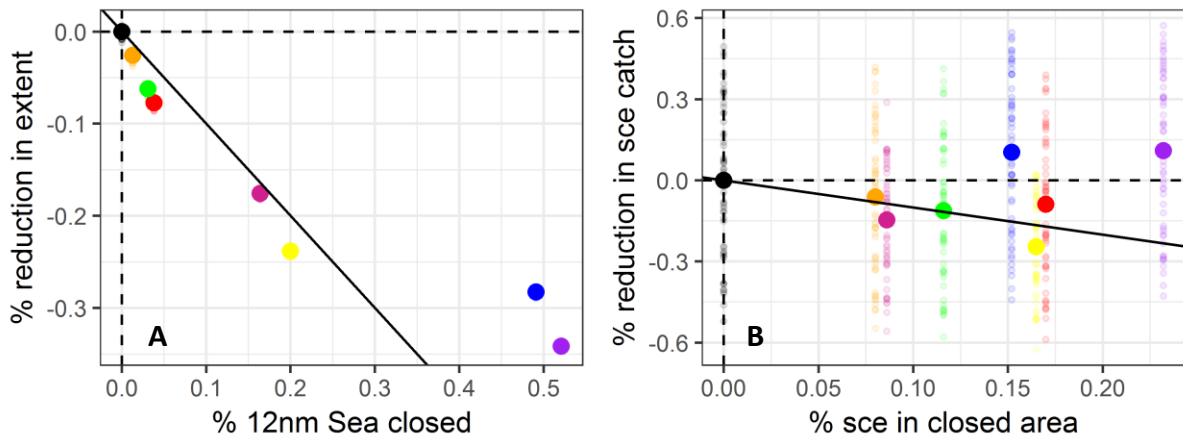 % reduction in extent
0.0
-0.1
-0.2
-0.3
A
0.0 0.1 0.2 0.3 0.4 0.5
% 12nm Sea closed
% reduction in sce catch
0.6
0.3
0.0
-0.3
-0.6
B
0.00 0.05 0.10 0.15 0.20
% sce in closed area